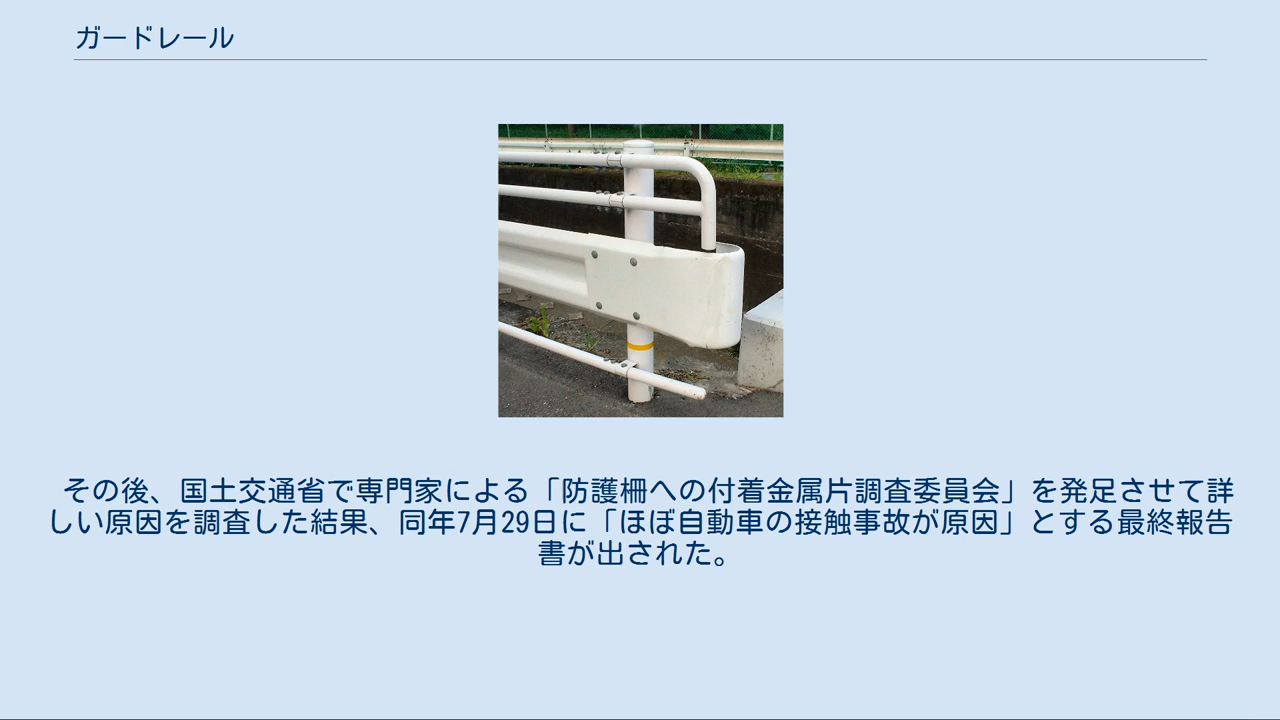 ガードレール
その後、国土交通省で専門家による「防護柵への付着金属片調査委員会」を発足させて詳
しい原因を調査した結果、同年7月29日に「ほぼ自動車の接触事故が原因」とする最終報告
書が出された。